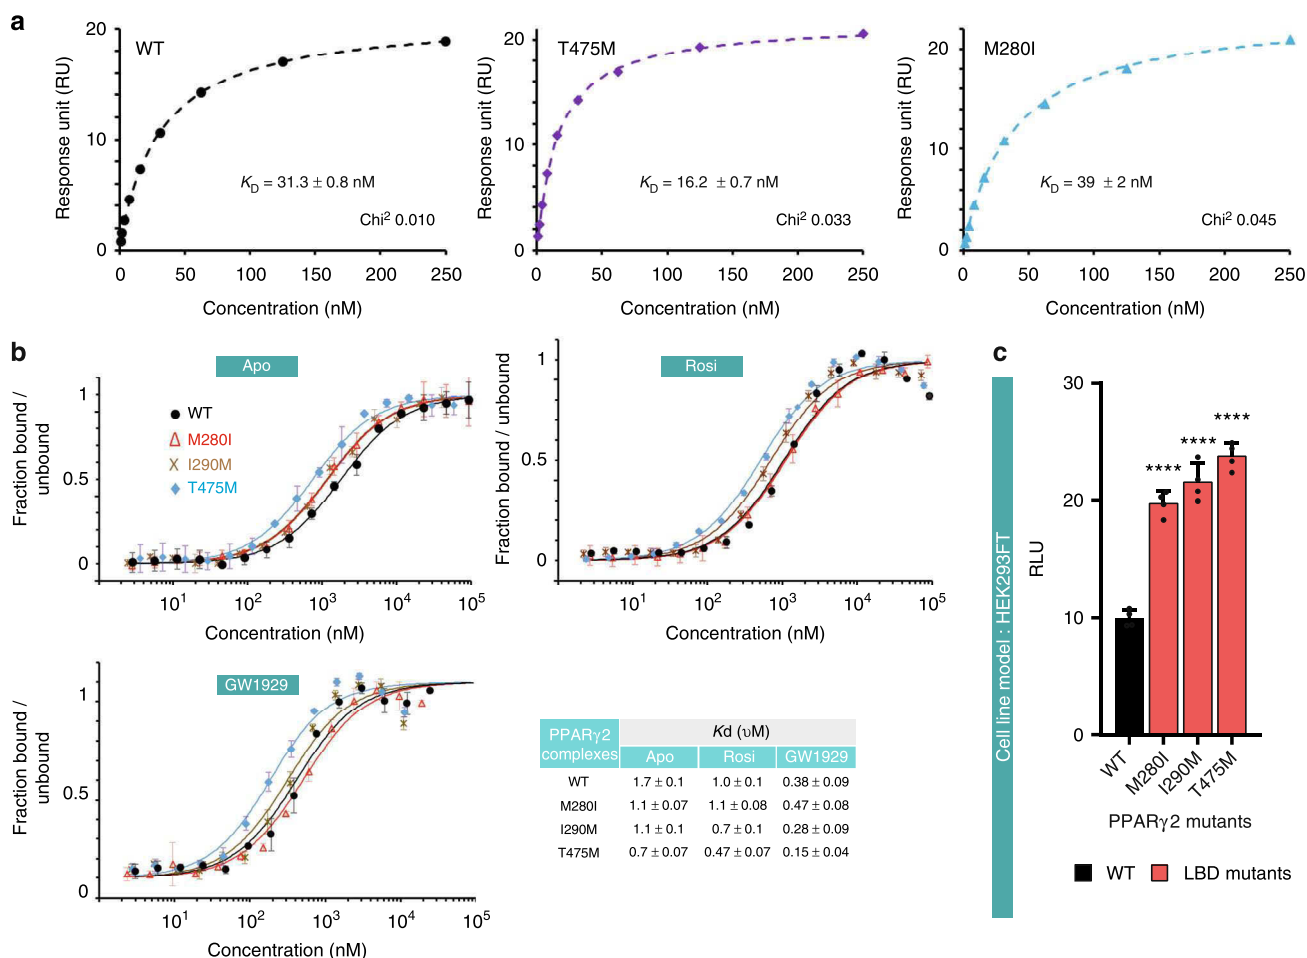 a
WT
Response unit (RU)
20
10
0
K_D = 31.3 ± 0.8 nM
Chi² 0.010
0 50 100 150 200 250
Concentration (nM)
T475M
Response unit (RU)
20
10
0
K_D = 16.2 ± 0.7 nM
Chi² 0.033
0 50 100 150 200 250
Concentration (nM)
M280I
Response unit (RU)
20
10
0
K_D = 39 ± 2 nM
Chi² 0.045
0 50 100 150 200 250
Concentration (nM)
b
Apo
Fraction bound /
unbound
1
0.5
0
WT
M280I
I290M
T475M
10¹ 10² 10³ 10⁴ 10⁵
Concentration (nM)
Rosi
Fraction bound / unbound
1
0.5
0
10¹ 10² 10³ 10⁴ 10⁵
Concentration (nM)
GW1929
Fraction bound /
unbound
1
0.5
0
10¹ 10² 10³ 10⁴ 10⁵
Concentration (nM)
PPARγ2
complexes
Kd (υM)
Apo Rosi GW1929
WT 1.7 ± 0.1 1.0 ± 0.1 0.38 ± 0.09
M280I 1.1 ± 0.07 1.1 ± 0.08 0.47 ± 0.08
I290M 1.1 ± 0.1 0.7 ± 0.1 0.28 ± 0.09
T475M 0.7 ± 0.07 0.47 ± 0.07 0.15 ± 0.04
c
Cell line model : HEK293FT
RLU
30
20
10
0
****
****
****
WT M280I I290M T475M
PPARγ2 mutants
WT LBD mutants